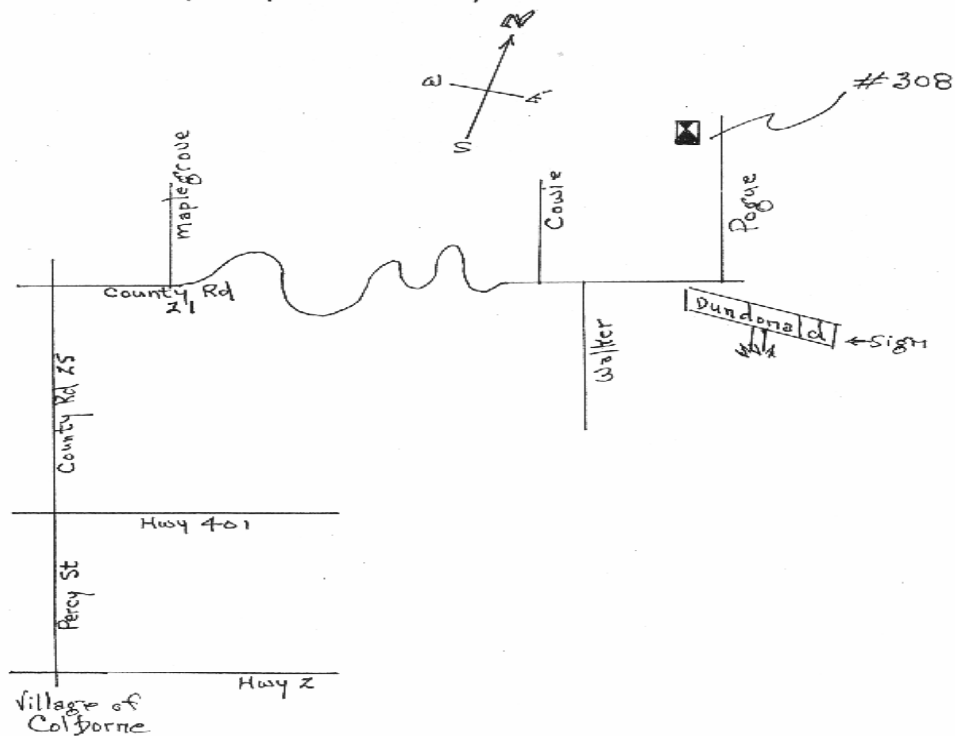 N
W
S
#308
Maplegrove
Cowie
Pogue
County Rd
21
Dundonald
←Sign
Walker
County Rd 25
Hwy 401
Percy St
Hwy 2
Village of
Colborne